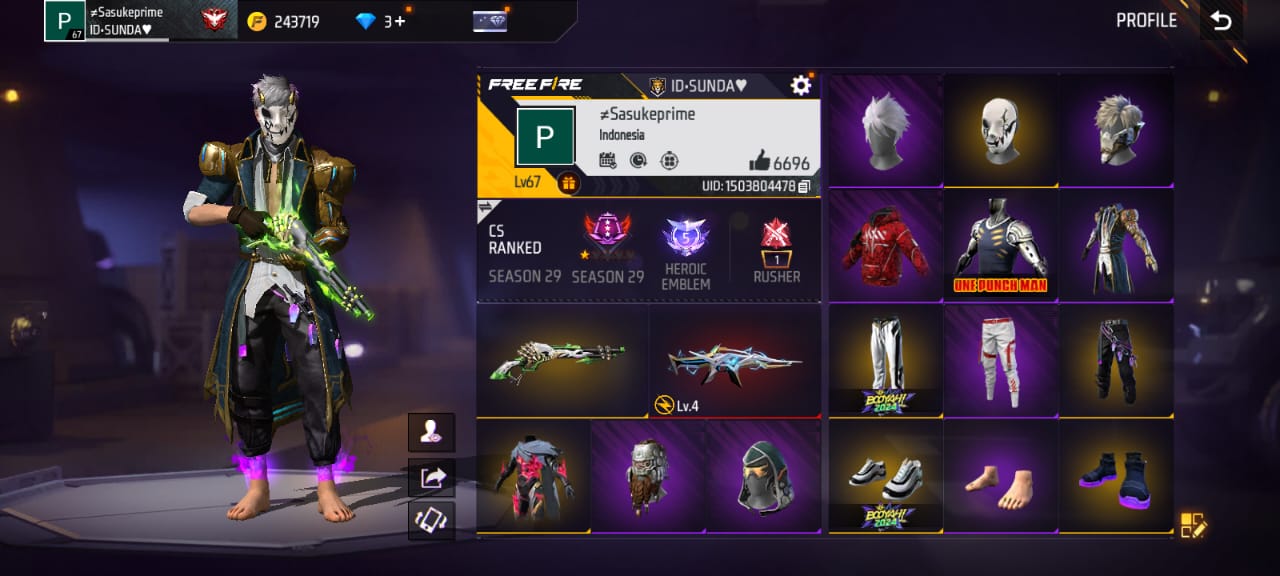 P
67
≠Sasukeprime
ID•SUNDA♥
243719
3+
PROFILE
FREE FIRE
ID•SUNDA♥
P
≠Sasukeprime
Indonesia
6696
Lv67
UID: 1503804478
CS
RANKED
SEASON 29
SEASON 29
5
HEROIC
EMBLEM
1
RUSHER
Lv.4
ONE PUNCH MAN
BOOYAH!
2024
BOOYAH!
2024